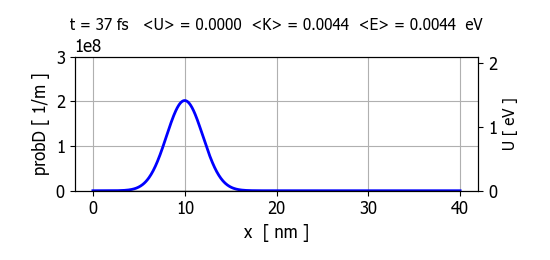 t = 37 fs   <U> = 0.0000  <K> = 0.0044  <E> = 0.0044  eV
1e8
3
2
1
0
probD [ 1/m ]
2
1
0
U [ eV ]
0 10 20 30 40
x  [ nm ]